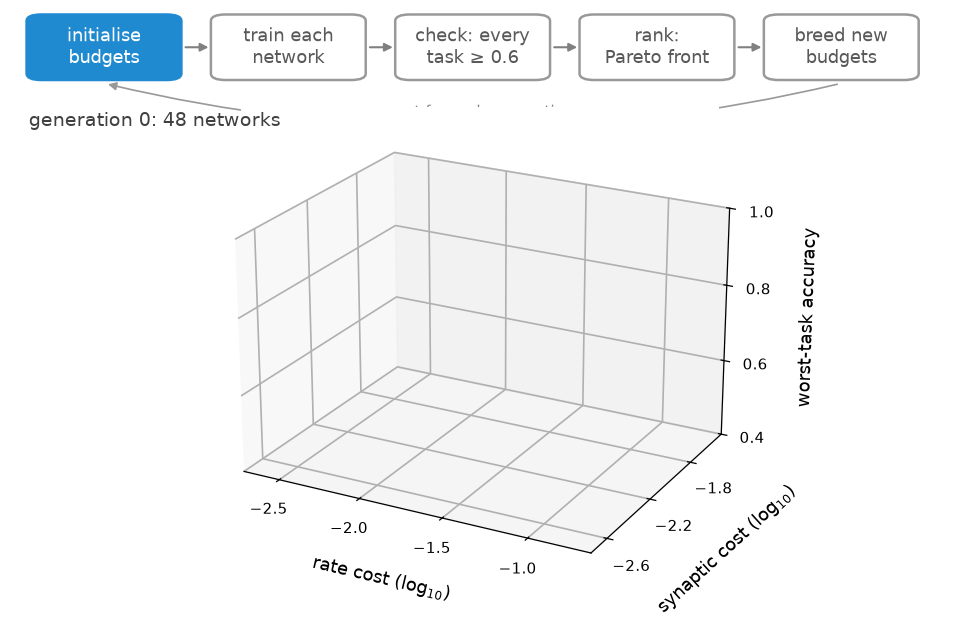 initialise
budgets
train each
network
check: every
task ≥ 0.6
rank:
Pareto front
breed new
budgets
generation 0: 48 networks
1.0
0.8
0.6
0.4
worst-task accuracy
−1.8
−2.2
−2.6
synaptic cost (log₁₀)
−2.5
−2.0
−1.5
−1.0
rate cost (log₁₀)